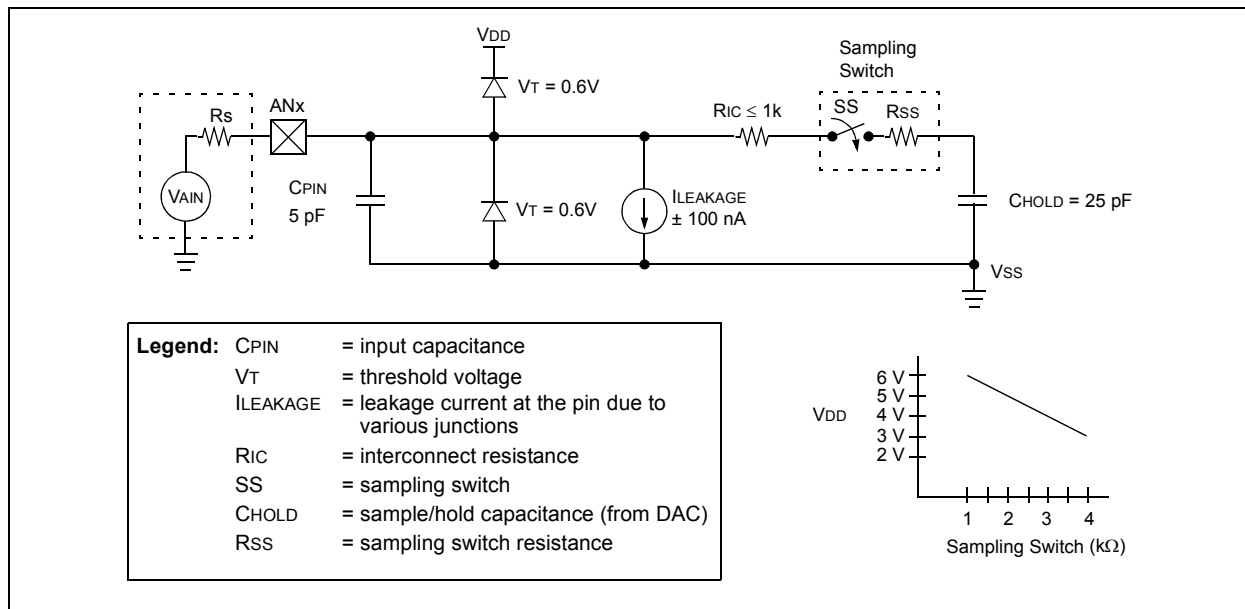 VDD
Sampling
Switch
VT = 0.6V
ANx
Rs
RIC ≤ 1k
SS
RSS
VAIN
CPIN
5 pF
VT = 0.6V
ILEAKAGE
± 100 nA
CHOLD = 25 pF
VSS
Legend: CPIN = input capacitance
VT = threshold voltage
ILEAKAGE = leakage current at the pin due to
various junctions
RIC = interconnect resistance
SS = sampling switch
CHOLD = sample/hold capacitance (from DAC)
RSS = sampling switch resistance
VDD
6 V
5 V
4 V
3 V
2 V
1 2 3 4
Sampling Switch (kΩ)